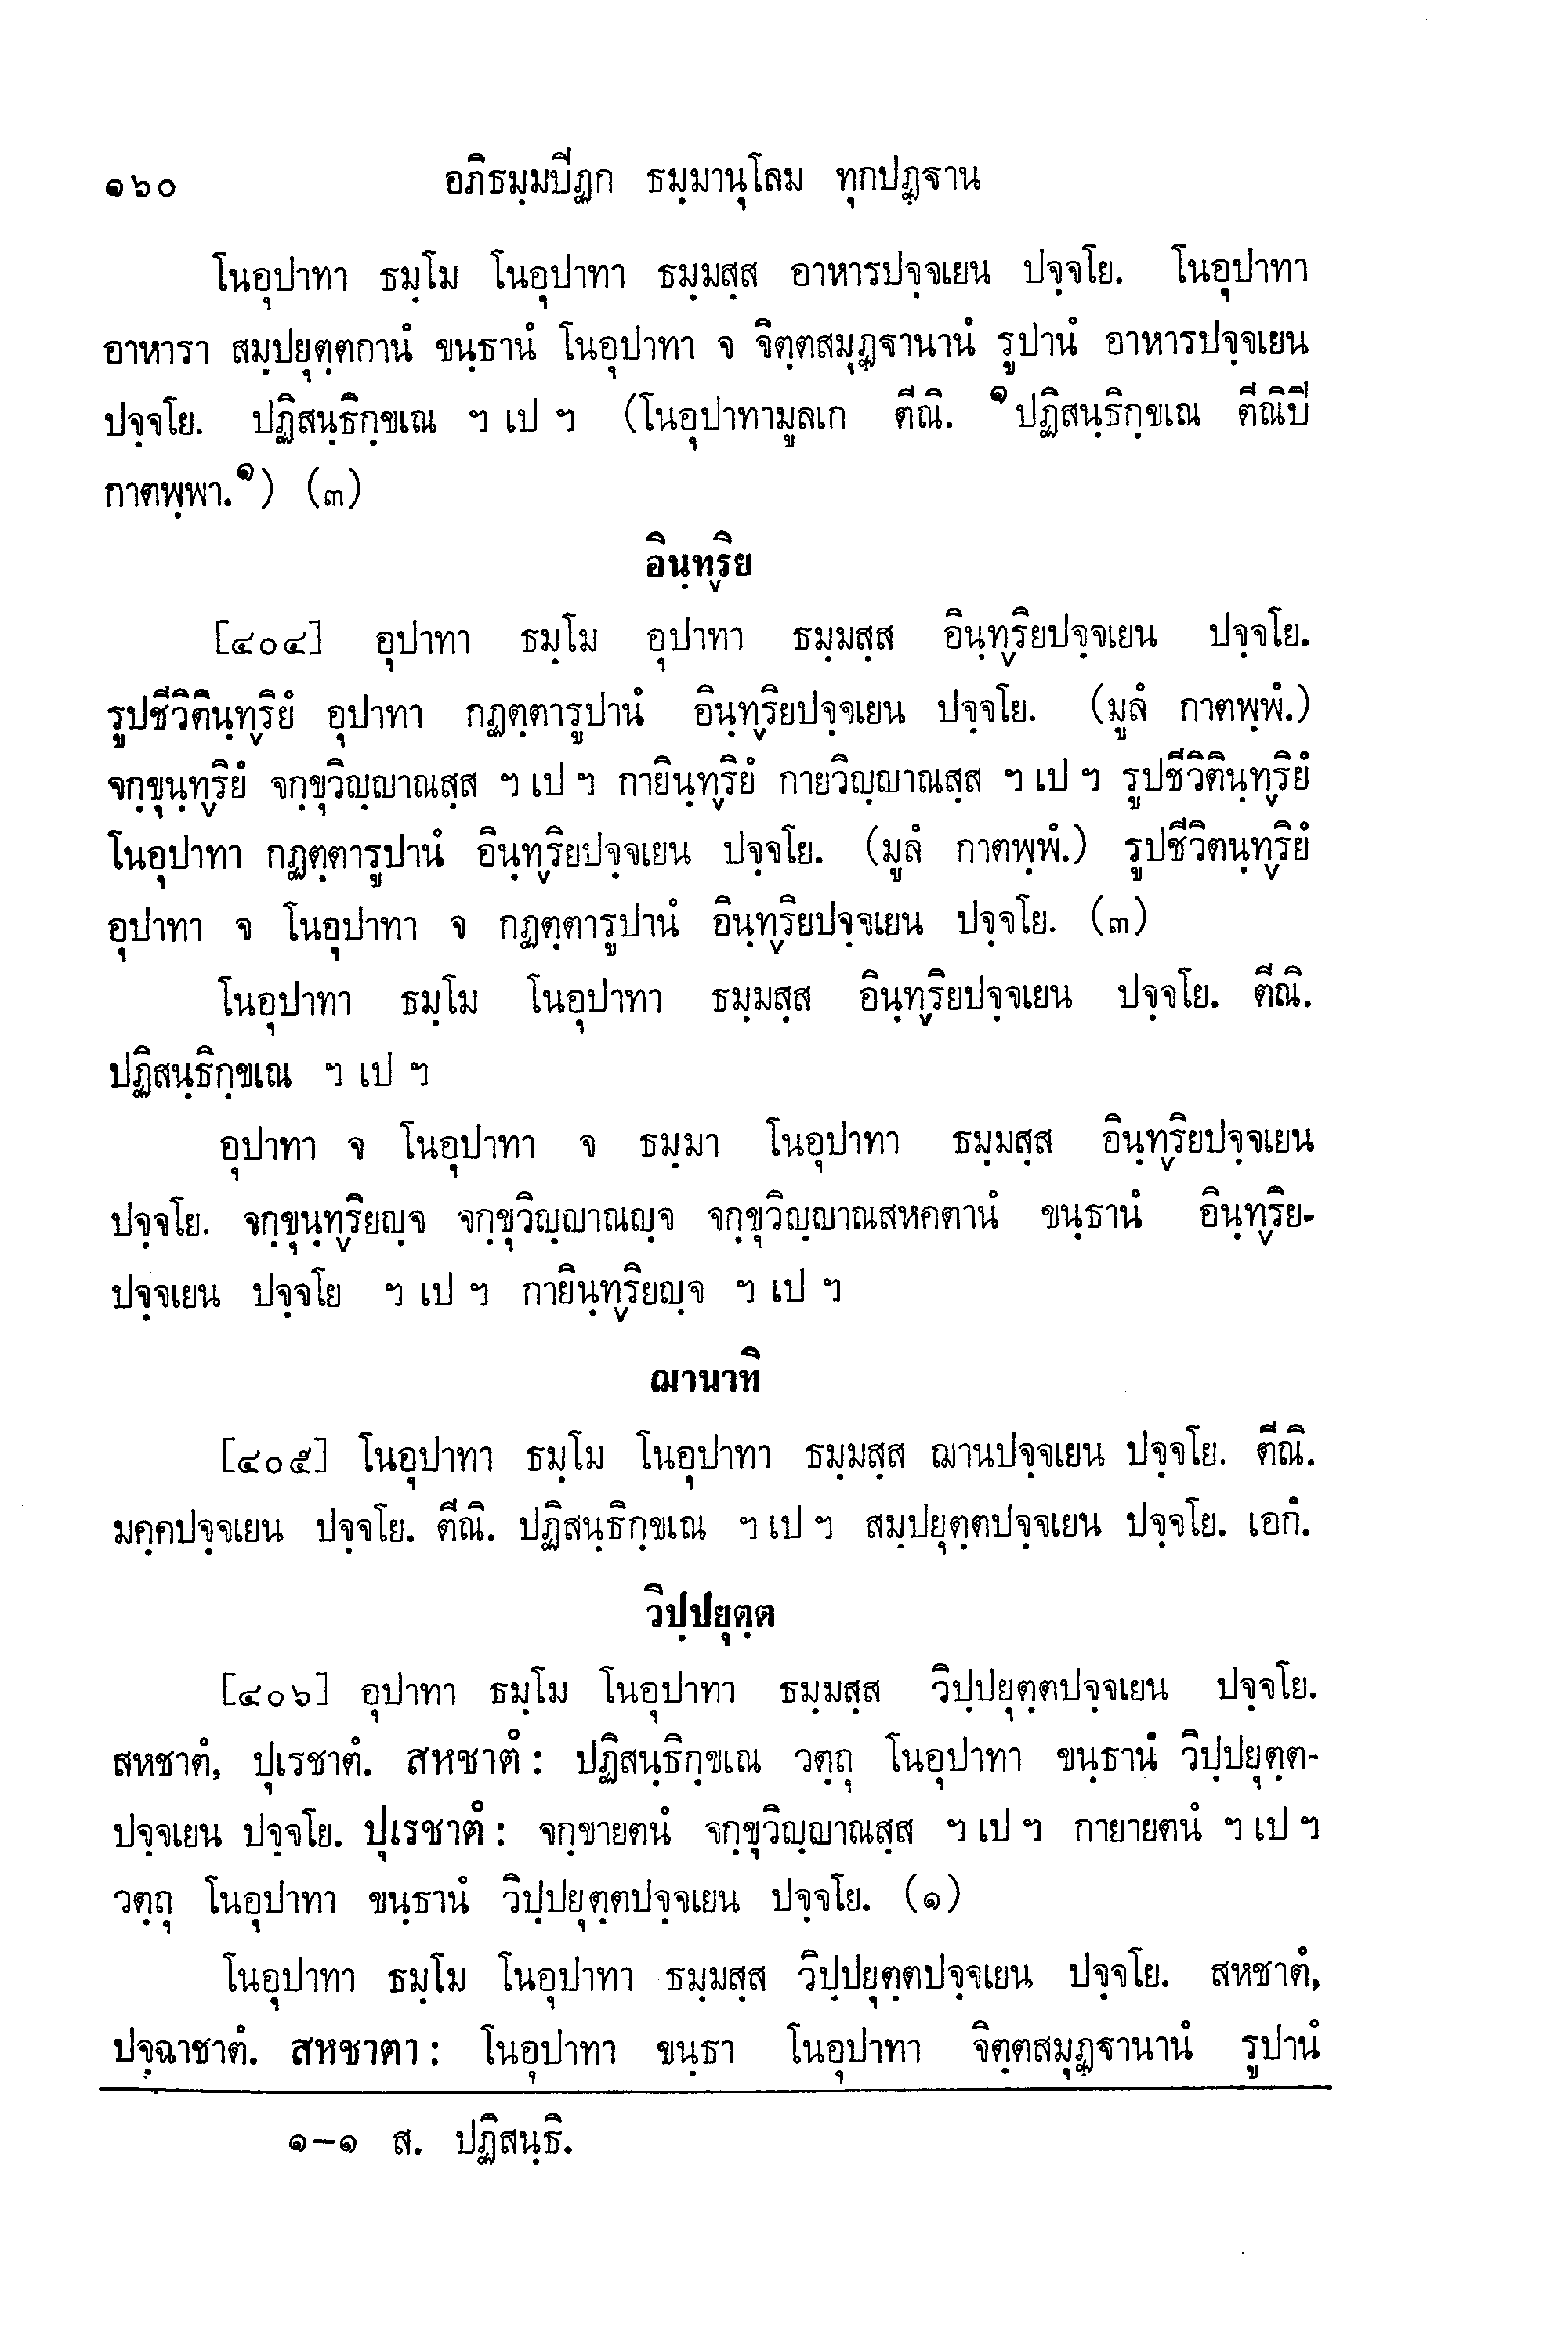 ๑๖๐ อภิธมฺมปีฏก ธมฺมานุโลม ทุกปฏฺฐาน
โนอุปาทา ธมฺโม โนอุปาทา ธมฺมสฺส อาหารปจฺจเยน ปจฺจโย. โนอุปาทา
อาหารา สมฺปยุตฺตกานํ ขนฺธานํ โนอุปาทา จ จิตฺตสมุฏฺฐานานํ รูปานํ อาหารปจฺจเยน
ปจฺจโย. ปฏิสนฺธิกฺขเณ ฯ เป ฯ (โนอุปาทามูลเก ตีณิ. ๑ปฏิสนฺธิกฺขเณ ตีณิปี
กาตพฺพา.๑) (๓)
อินฺทฺริย
[๔๐๔] อุปาทา ธมฺโม อุปาทา ธมฺมสฺส อินฺทฺริยปจฺจเยน ปจฺจโย.
รูปชีวิตินฺทฺริยํ อุปาทา กฏตฺตารูปานํ อินฺทฺริยปจฺจเยน ปจฺจโย. (มูลํ กาตพฺพํ.)
จกฺขุนฺทฺริยํ จกฺขุวิญฺญาณสฺส ฯ เป ฯ กายินฺทฺริยํ กายวิญฺญาณสฺส ฯ เป ฯ รูปชีวิตินฺทฺริยํ
โนอุปาทา กฏตฺตารูปานํ อินฺทฺริยปจฺจเยน ปจฺจโย. (มูลํ กาตพฺพํ.) รูปชีวิตนฺทฺริยํ
อุปาทา จ โนอุปาทา จ กฏตฺตารูปานํ อินฺทฺริยปจฺจเยน ปจฺจโย. (๓)
โนอุปาทา ธมฺโม โนอุปาทา ธมฺมสฺส อินฺทฺริยปจฺจเยน ปจฺจโย. ตีณิ.
ปฏิสนฺธิกฺขเณ ฯ เป ฯ
อุปาทา จ โนอุปาทา จ ธมฺมา โนอุปาทา ธมฺมสฺส อินฺทฺริยปจฺจเยน
ปจฺจโย. จกฺขุนฺทฺริยญฺจ จกฺขุวิญฺญาณญฺจ จกฺขุวิญฺญาณสหคตานํ ขนฺธานํ อินฺทฺริย-
ปจฺจเยน ปจฺจโย ฯ เป ฯ กายินฺทฺริยญฺจ ฯ เป ฯ
ฌานาทิ
[๔๐๕] โนอุปาทา ธมฺโม โนอุปาทา ธมฺมสฺส ฌานปจฺจเยน ปจฺจโย. ตีณิ.
มคฺคปจฺจเยน ปจฺจโย. ตีณิ. ปฏิสนฺธิกฺขเณ ฯ เป ฯ สมฺปยุตฺตปจฺจเยน ปจฺจโย. เอกํ.
วิปฺปยุตฺต
[๔๐๖] อุปาทา ธมฺโม โนอุปาทา ธมฺมสฺส วิปฺปยุตฺตปจฺจเยน ปจฺจโย.
สหชาตํ, ปุเรชาตํ. สหชาตํ : ปฏิสนฺธิกฺขเณ วตฺถุ โนอุปาทา ขนฺธานํ วิปฺปยุตฺต-
ปจฺจเยน ปจฺจโย. ปุเรชาตํ : จกฺขายตนํ จกฺขุวิญฺญาณสฺส ฯ เป ฯ กายายตนํ ฯ เป ฯ
วตฺถุ โนอุปาทา ขนฺธานํ วิปฺปยุตฺตปจฺจเยน ปจฺจโย. (๑)
โนอุปาทา ธมฺโม โนอุปาทา ธมฺมสฺส วิปฺปยุตฺตปจฺจเยน ปจฺจโย. สหชาตํ,
ปจฺฉาชาตํ. สหชาตา : โนอุปาทา ขนฺธา โนอุปาทา จิตฺตสมุฏฺฐานานํ รูปานํ
๑-๑ ส. ปฏิสนฺธิ.